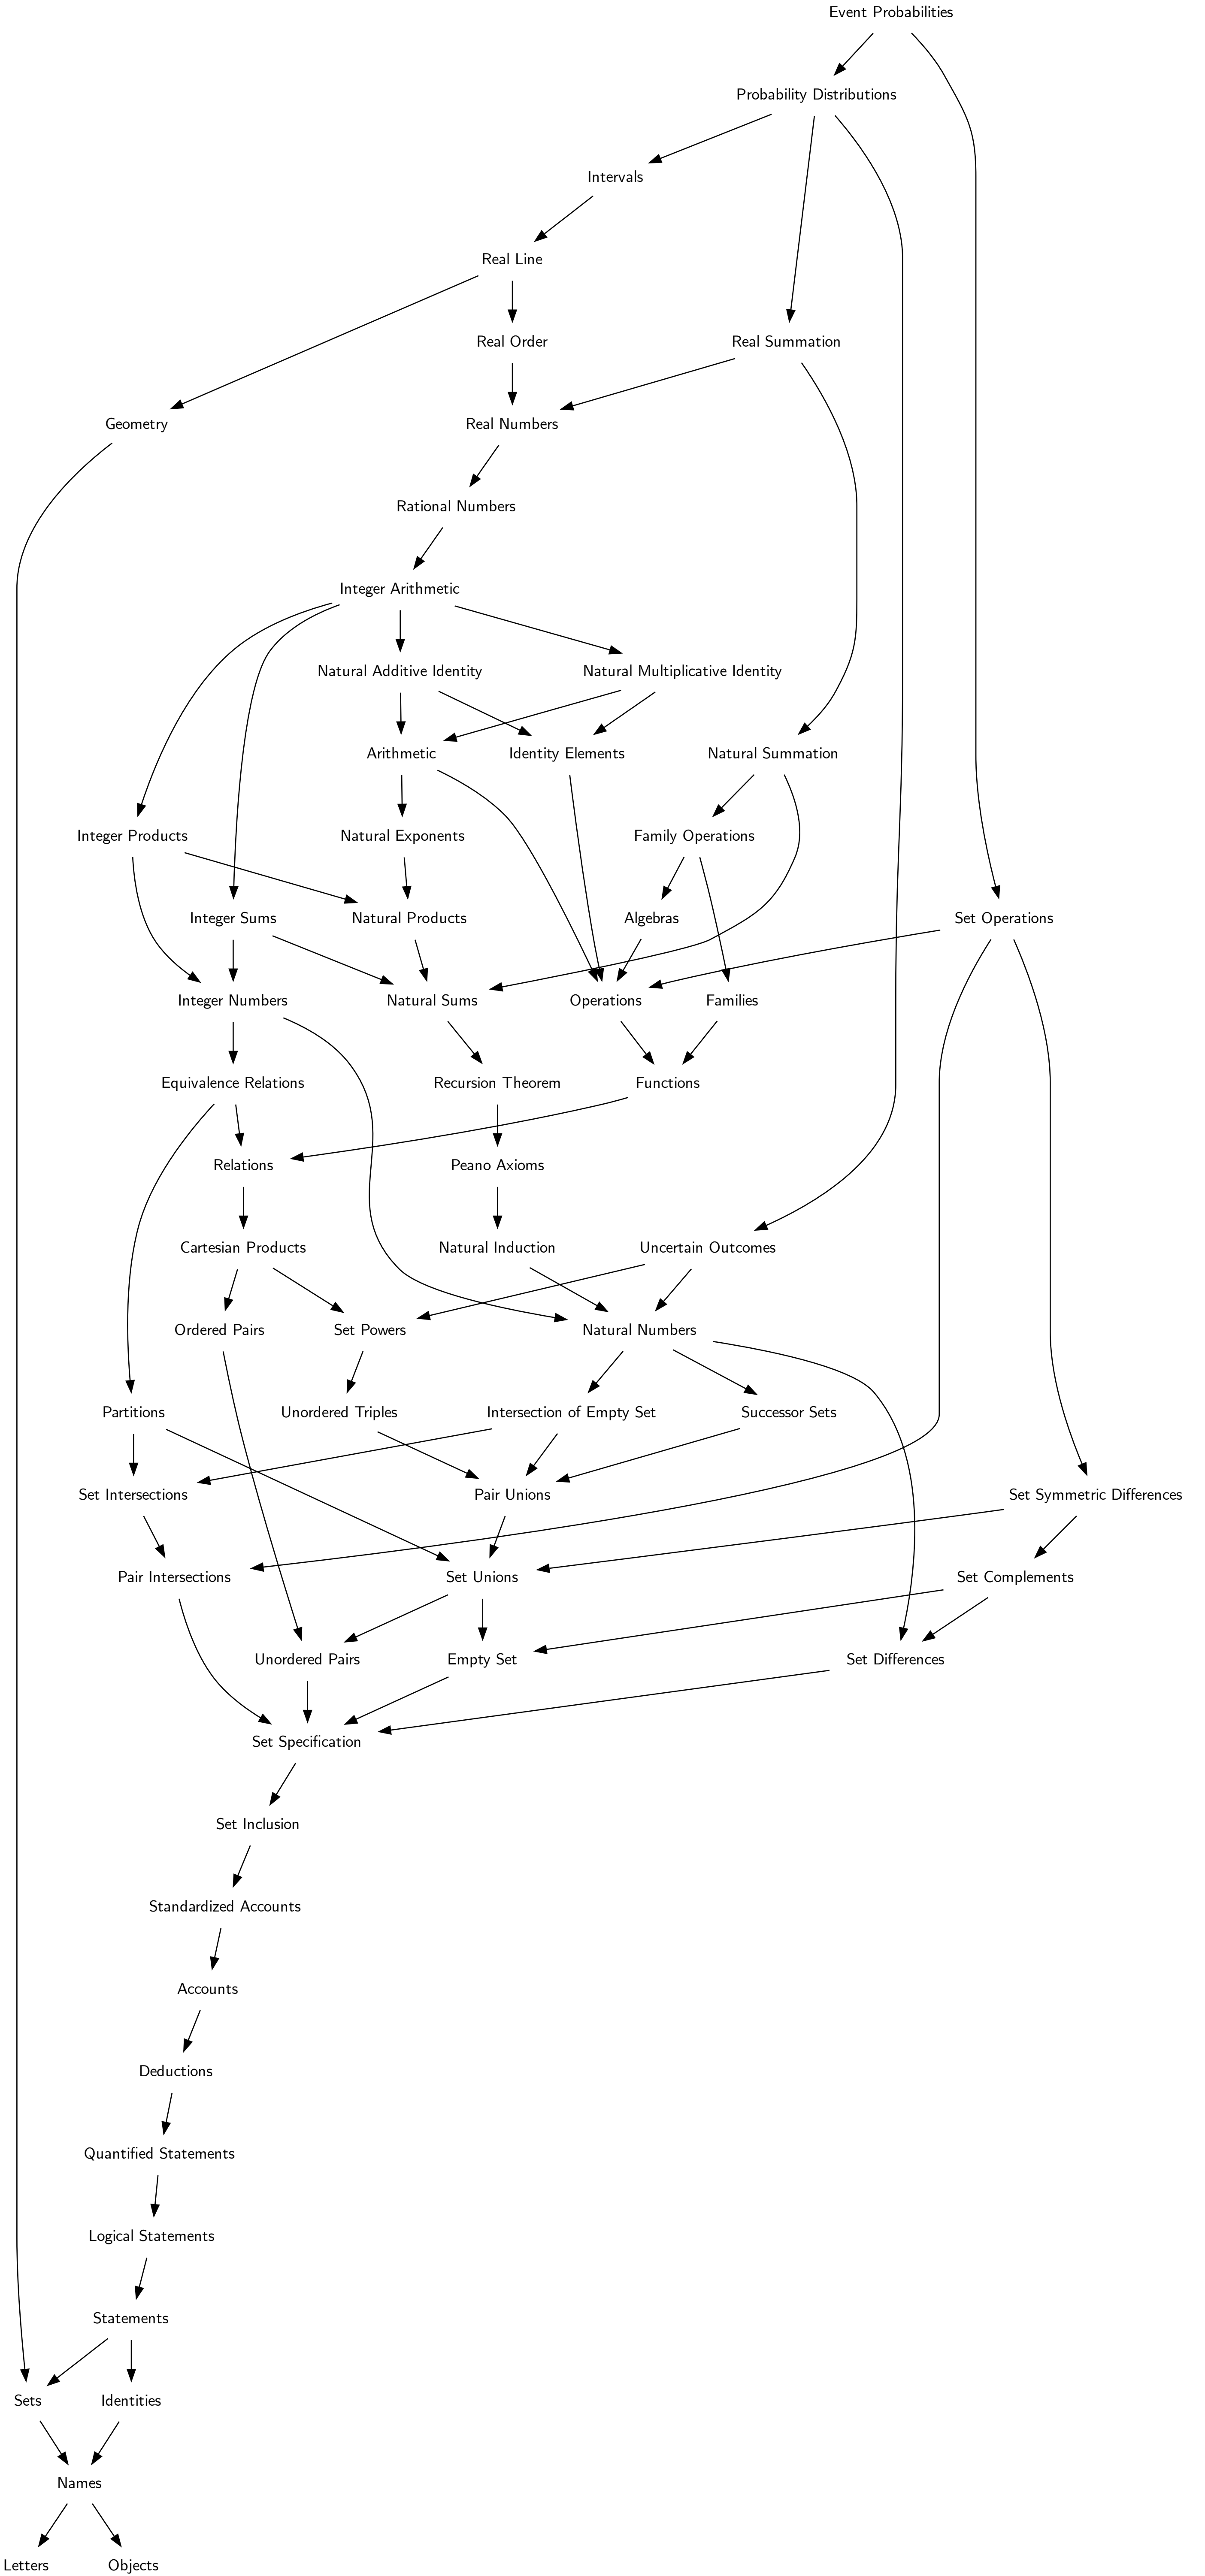 Event Probabilities
Probability Distributions
Intervals
Real Line
Real Order
Real Summation
Geometry
Real Numbers
Rational Numbers
Integer Arithmetic
Natural Additive Identity
Natural Multiplicative Identity
Arithmetic
Identity Elements
Natural Summation
Integer Products
Natural Exponents
Family Operations
Integer Sums
Natural Products
Algebras
Set Operations
Integer Numbers
Natural Sums
Operations
Families
Equivalence Relations
Recursion Theorem
Functions
Relations
Peano Axioms
Cartesian Products
Natural Induction
Uncertain Outcomes
Ordered Pairs
Set Powers
Natural Numbers
Partitions
Unordered Triples
Intersection of Empty Set
Successor Sets
Set Intersections
Pair Unions
Set Symmetric Differences
Pair Intersections
Set Unions
Set Complements
Unordered Pairs
Empty Set
Set Differences
Set Specification
Set Inclusion
Standardized Accounts
Accounts
Deductions
Quantified Statements
Logical Statements
Statements
Sets
Identities
Names
Letters
Objects